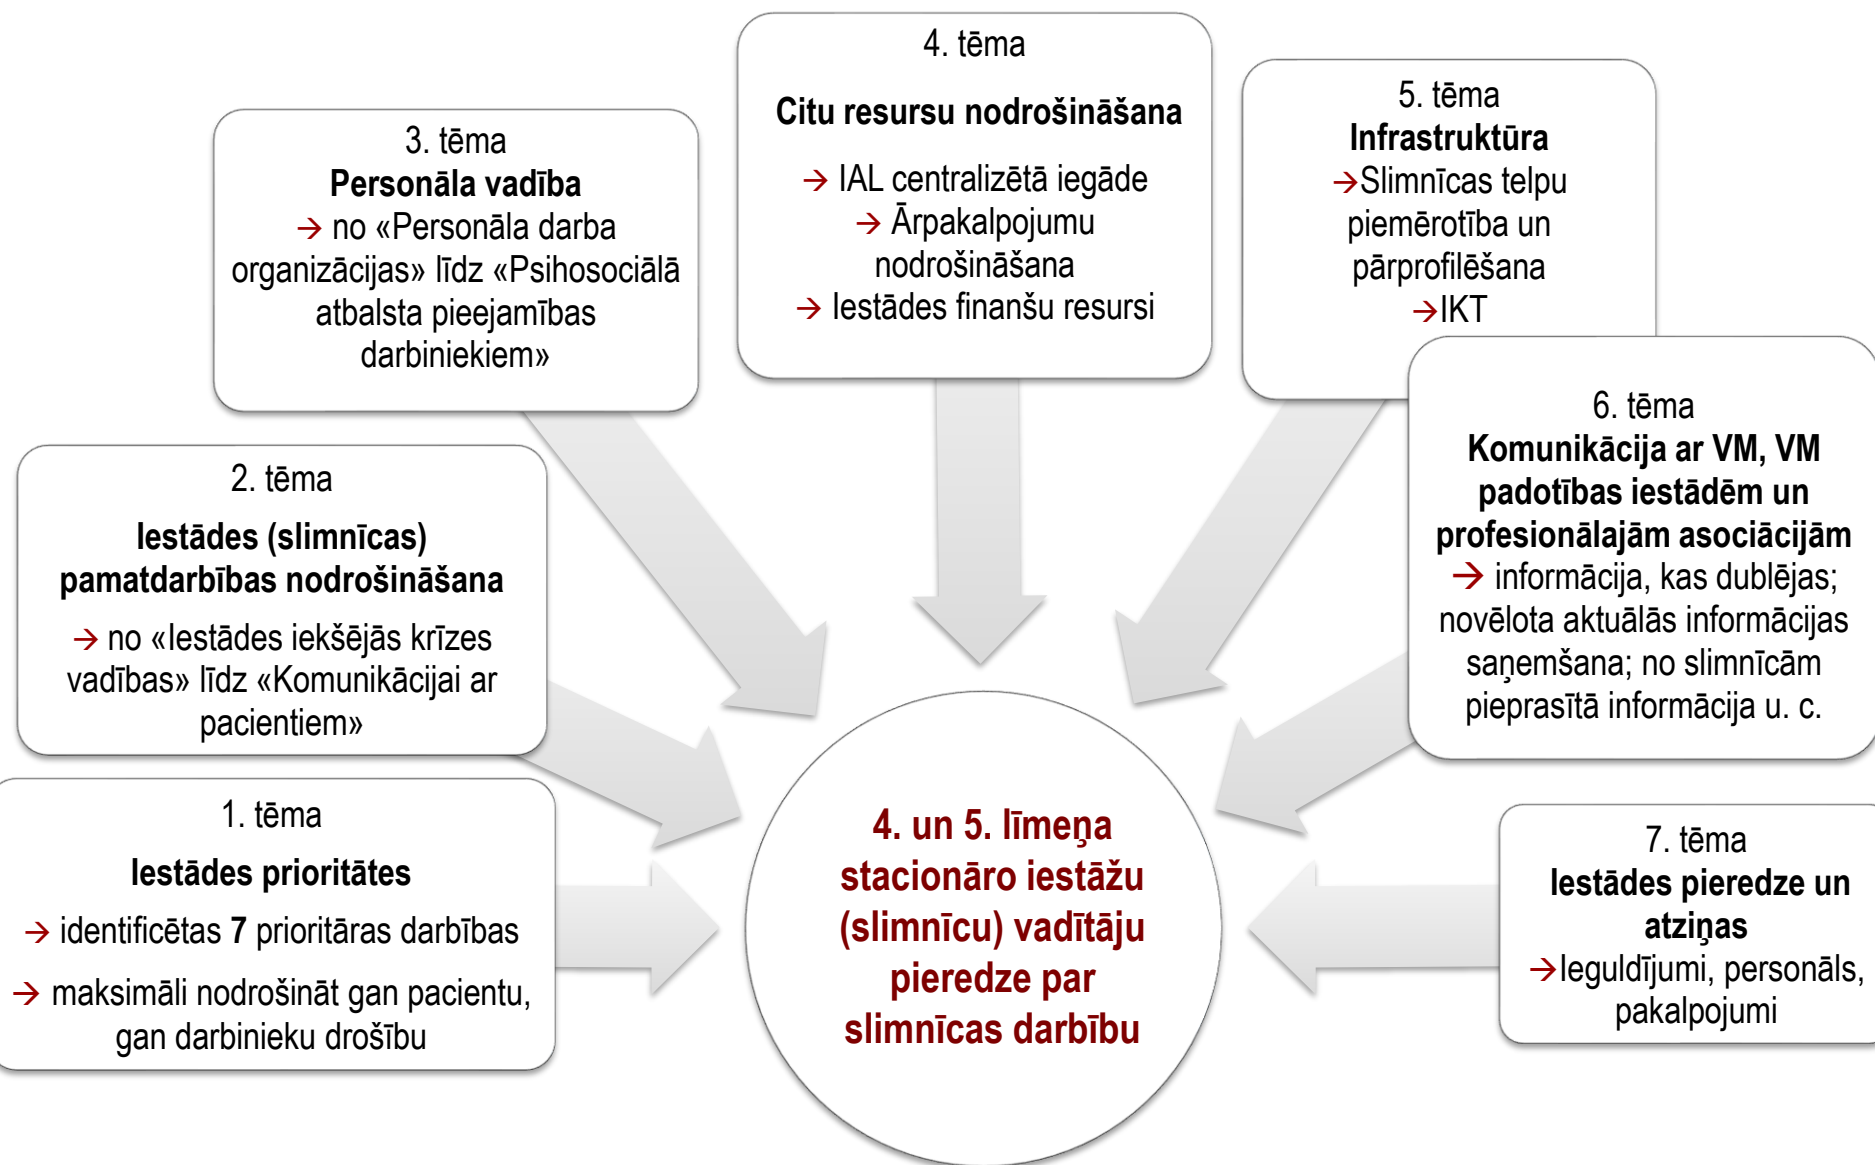 1. tēma
Iestādes prioritātes
→ identificētas 7 prioritāras darbības
→ maksimāli nodrošināt gan pacientu,
gan darbinieku drošību
2. tēma
Iestādes (slimnīcas)
pamatdarbības nodrošināšana
→ no «Iestādes iekšējās krīzes
vadības» līdz «Komunikācijai ar
pacientiem»
3. tēma
Personāla vadība
→ no «Personāla darba
organizācijas» līdz «Psihosociālā
atbalsta pieejamības
darbiniekiem»
4. tēma
Citu resursu nodrošināšana
→ IAL centralizētā iegāde
→ Ārpakalpojumu
nodrošināšana
→ Iestādes finanšu resursi
5. tēma
Infrastruktūra
→Slimnīcas telpu
piemērotība un
pārprofilēšana
→IKT
6. tēma
Komunikācija ar VM, VM
padotības iestādēm un
profesionālajām asociācijām
→ informācija, kas dublējas;
novēlota aktuālās informācijas
saņemšana; no slimnīcām
pieprasītā informācija u. c.
7. tēma
Iestādes pieredze un
atziņas
→Ieguldījumi, personāls,
pakalpojumi
4. un 5. līmeņa
stacionāro iestāžu
(slimnīcu) vadītāju
pieredze par
slimnīcas darbību